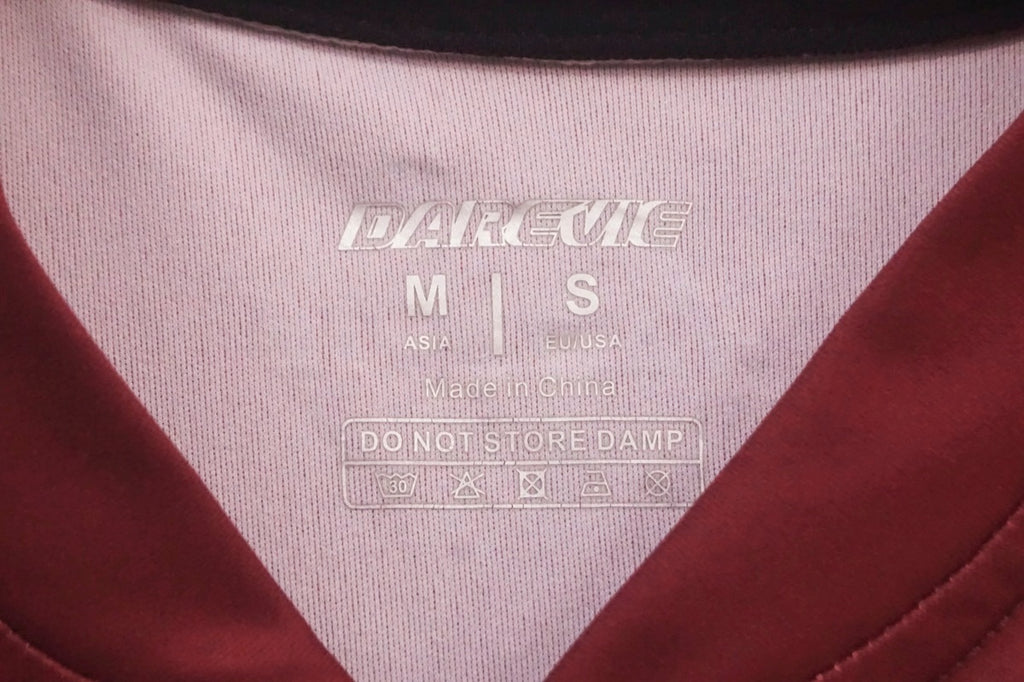 DAREVIE
M | S
ASIA EU/USA
Made in China
DO NOT STORE DAMP
30